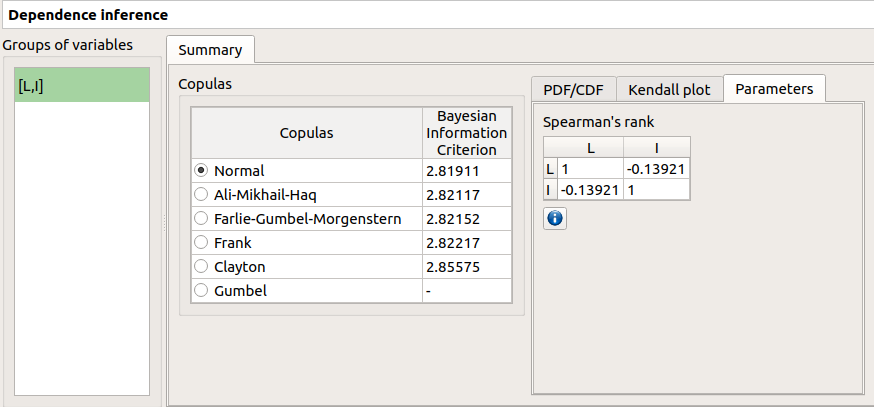 Dependence inference
Groups of variables
[L,I]
Summary
Copulas
Copulas
Bayesian
Information
Criterion
Normal 2.81911
Ali-Mikhail-Haq 2.82117
Farlie-Gumbel-Morgenstern 2.82152
Frank 2.82217
Clayton 2.85575
Gumbel -
PDF/CDF Kendall plot Parameters
Spearman's rank
L I
L 1 -0.13921
I -0.13921 1